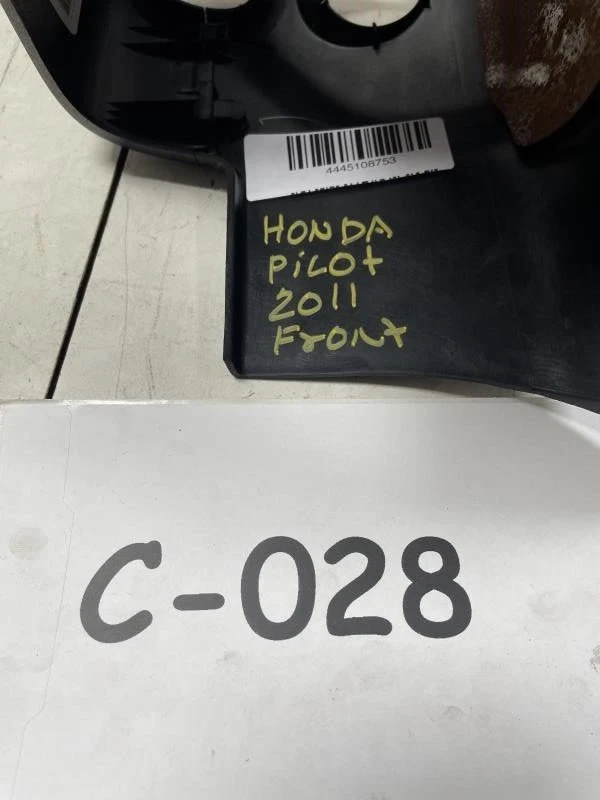 4445108753
HONDA
PiLOt
2011
FrONt
C-028